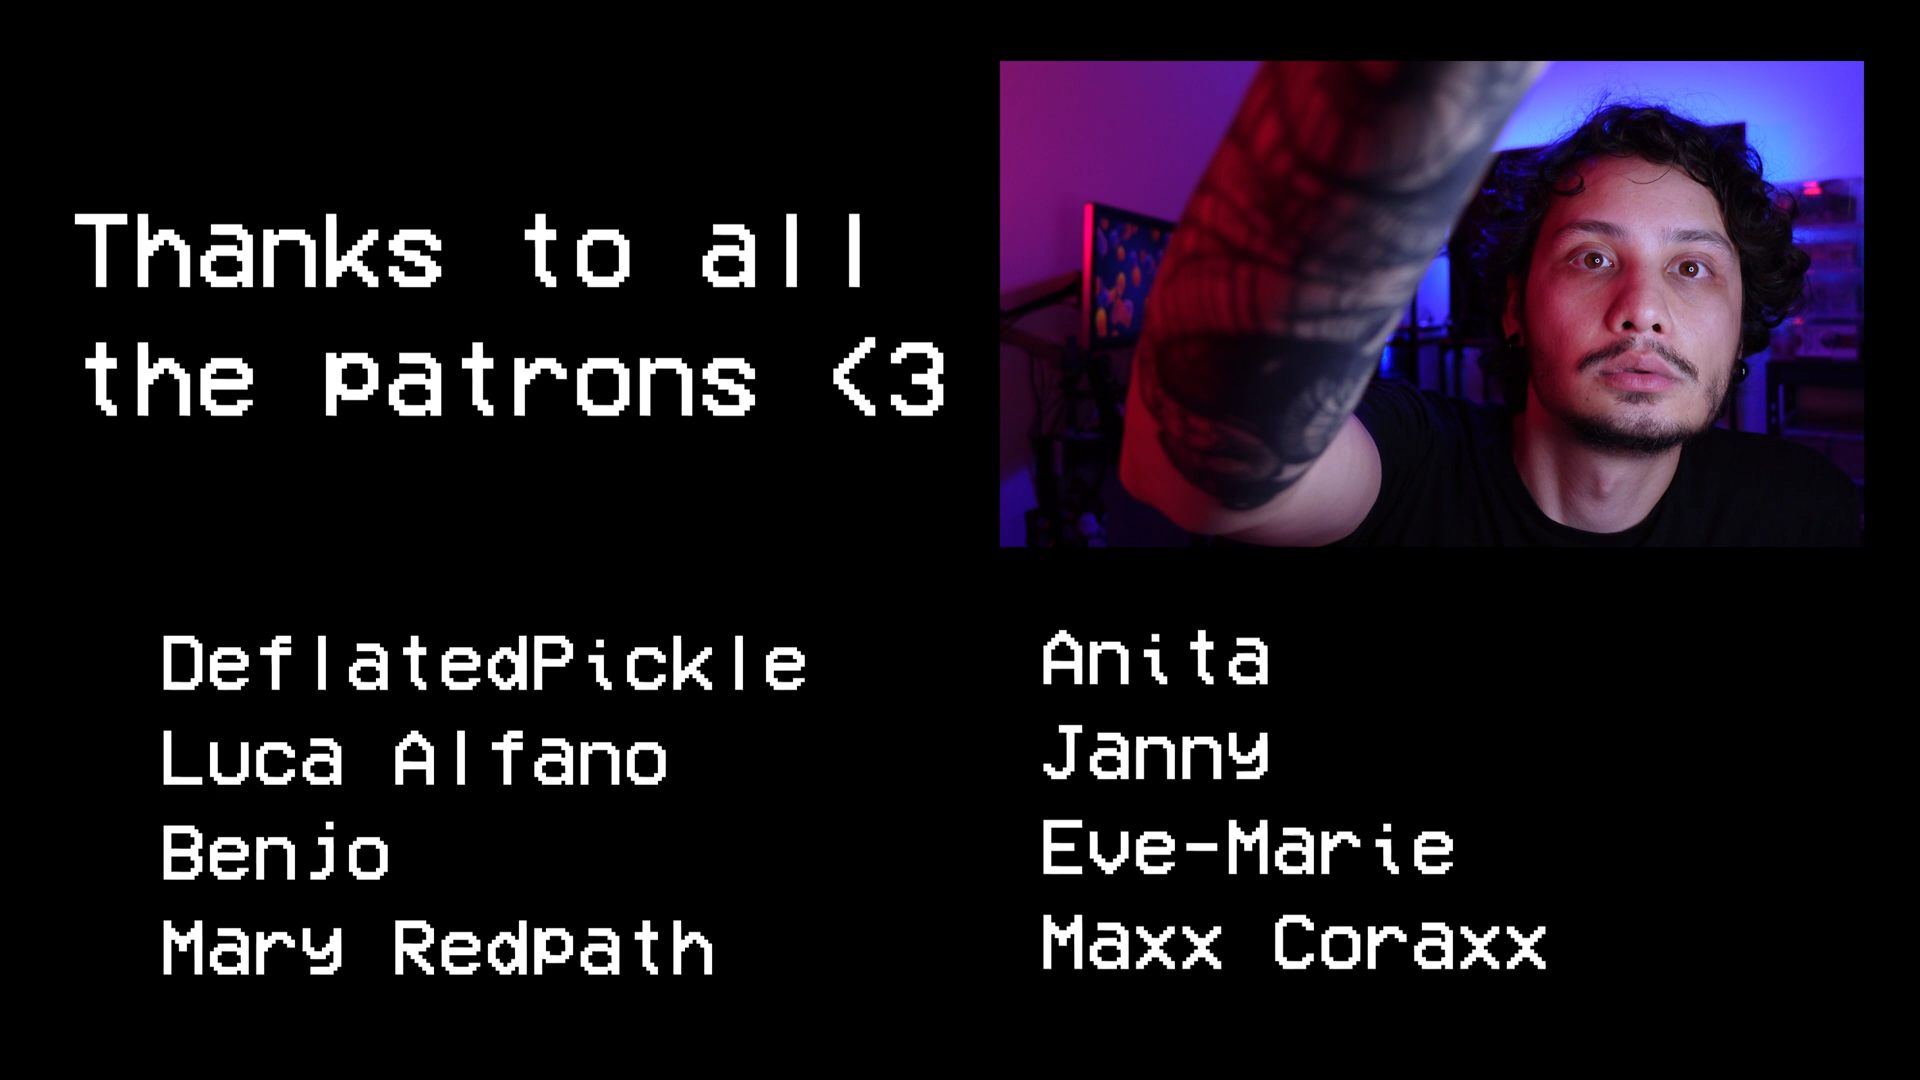 Thanks to all
the patrons <3
DeflatedPickle
Luca Alfano
Benjo
Mary Redpath
Anita
Janny
Eve-Marie
Maxx Coraxx